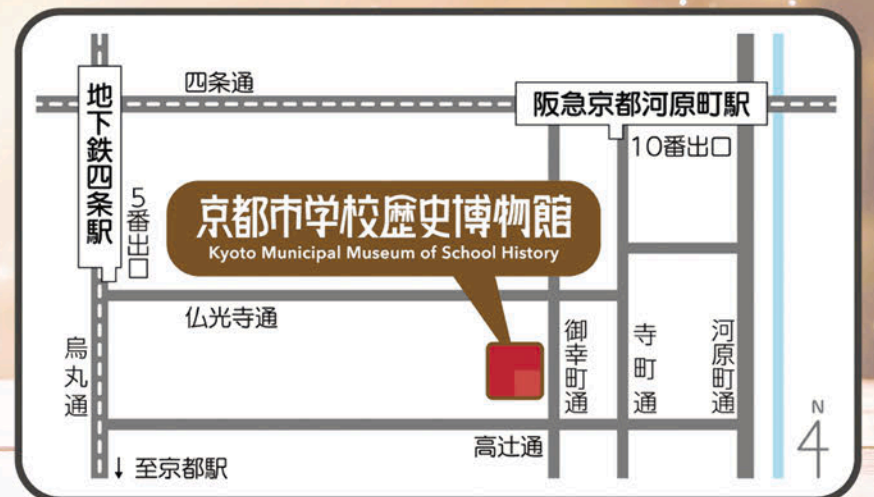 四条通
地下鉄四条駅
阪急京都河原町駅
10番出口
5番出口
京都市学校歴史博物館
Kyoto Municipal Museum of School History
仏光寺通
烏丸通
御幸町通
寺町通
河原町通
高辻通
N
↓ 至京都駅